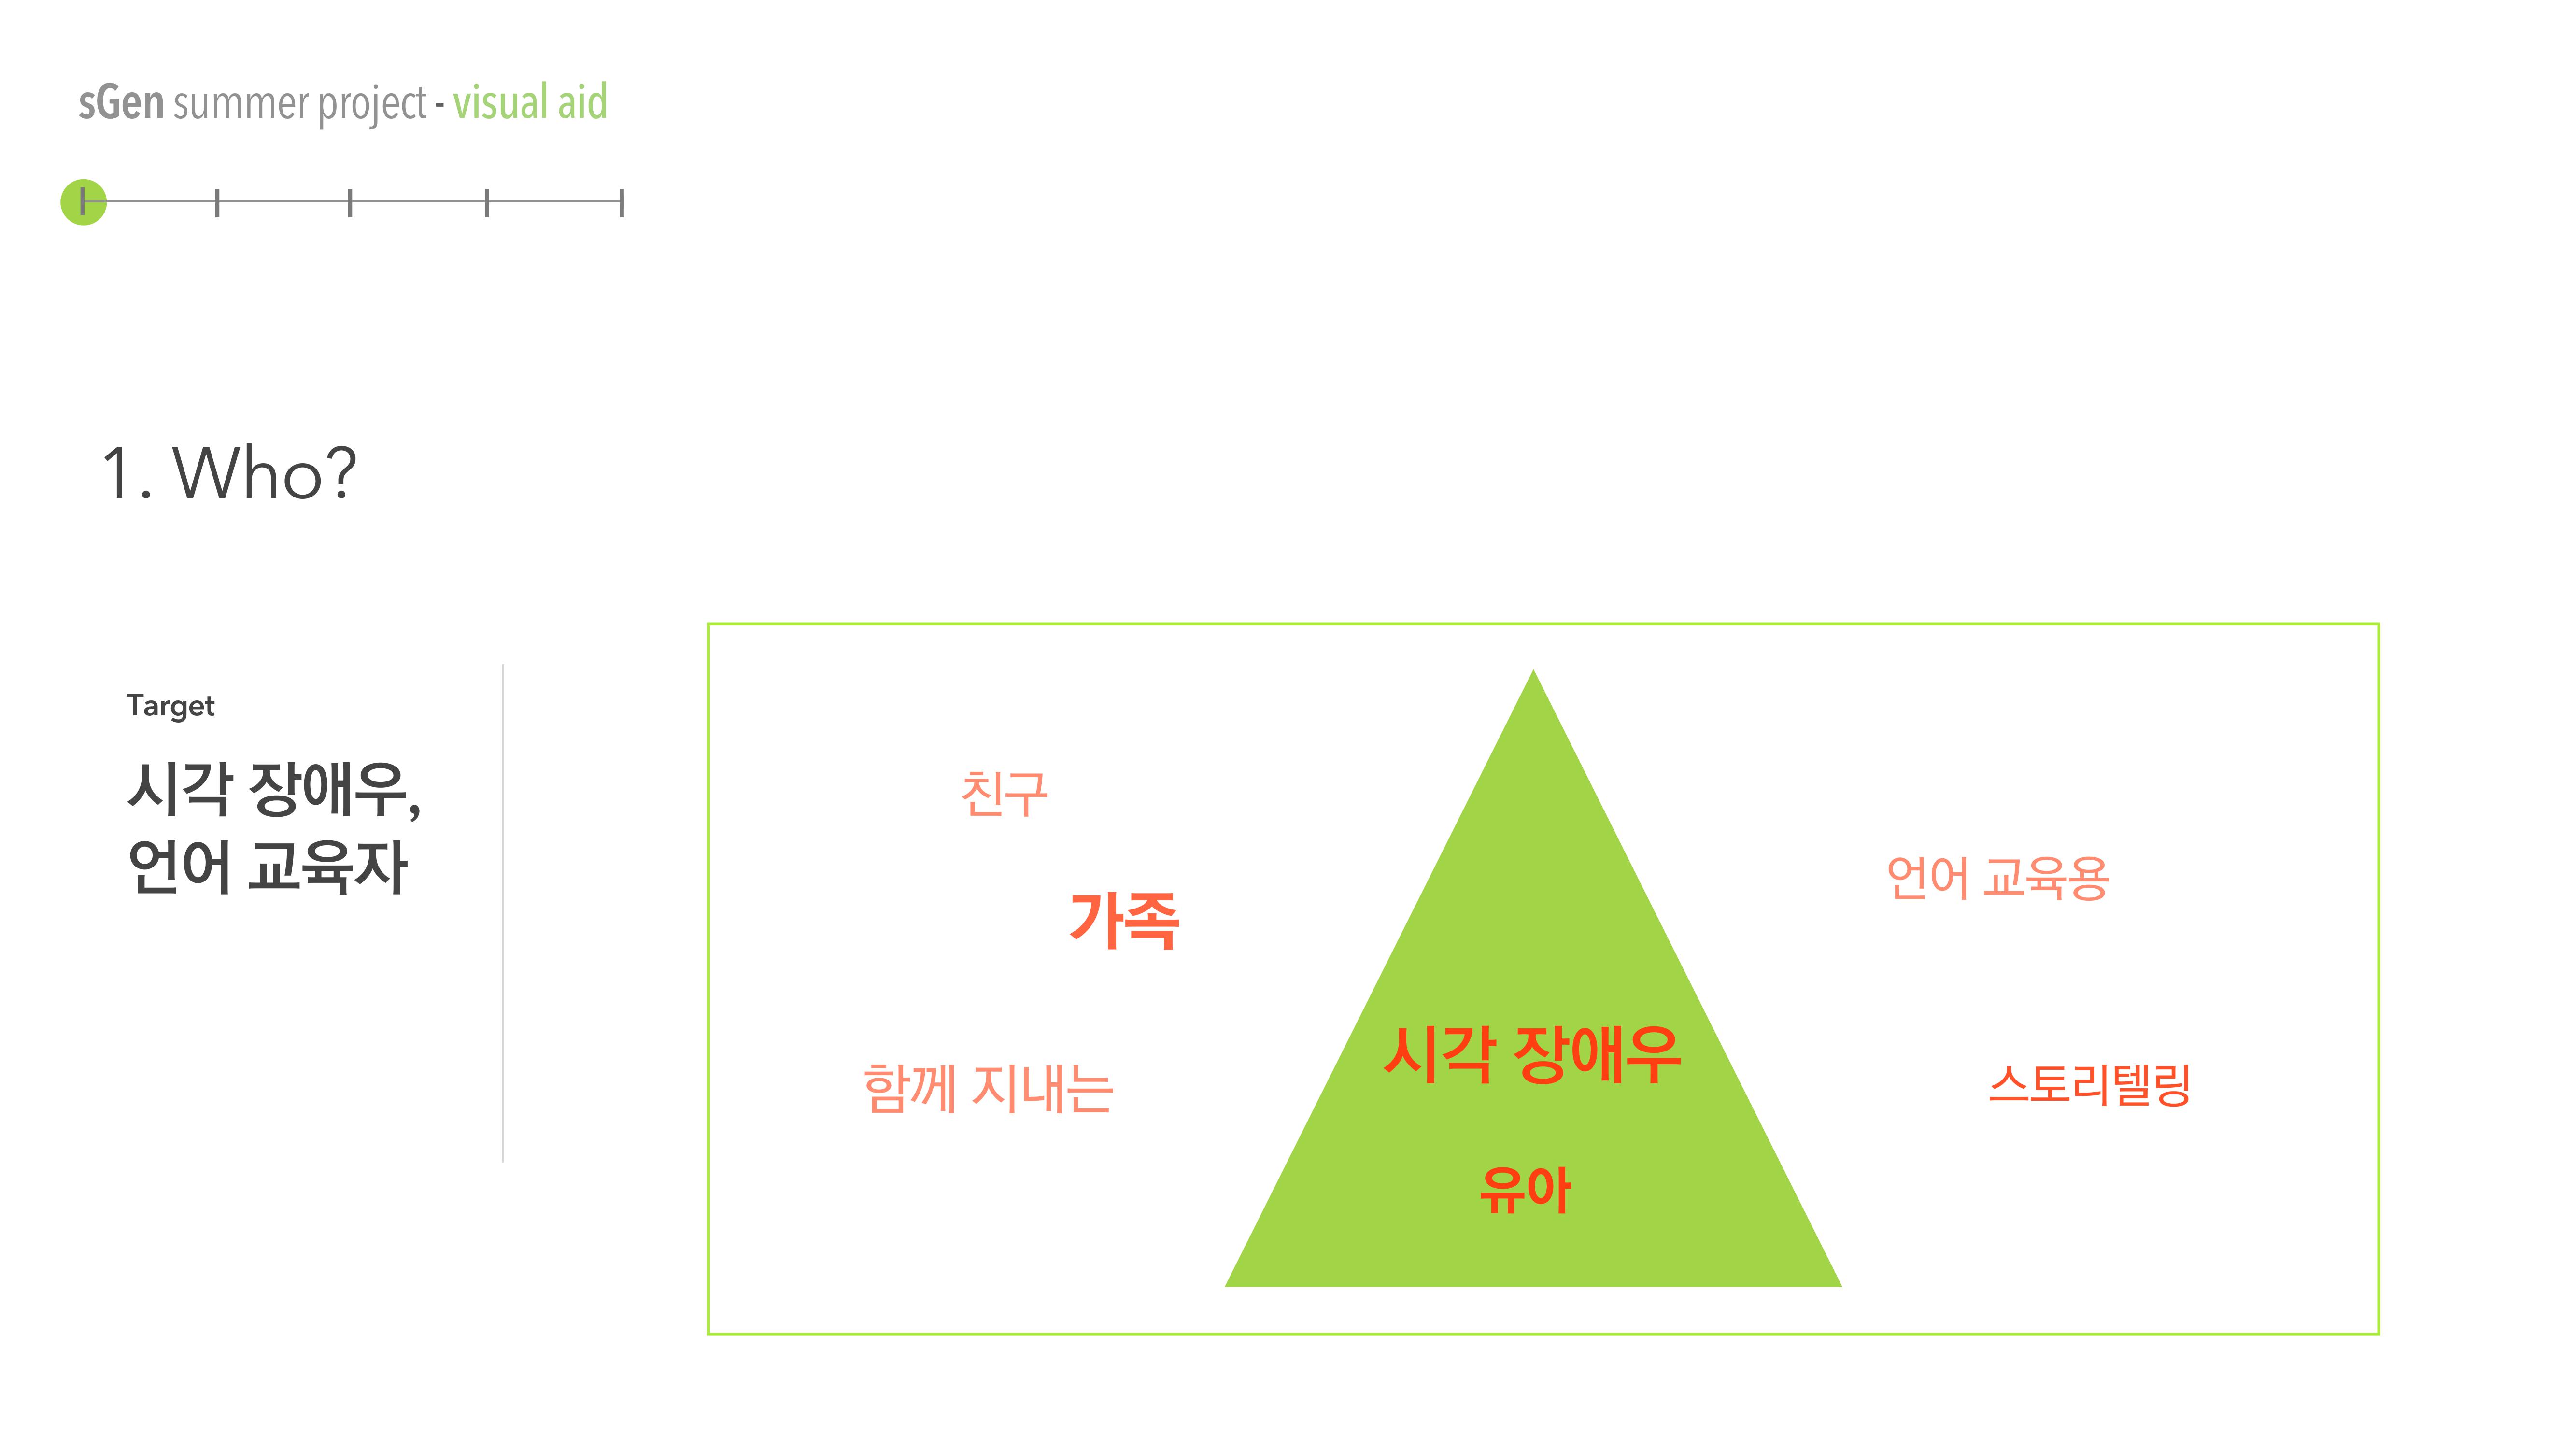 sGen summer project - visual aid
1. Who?
Target
시각 장애우,
언어 교육자
친구
가족
함께 지내는
시각 장애우
유아
언어 교육용
스토리텔링